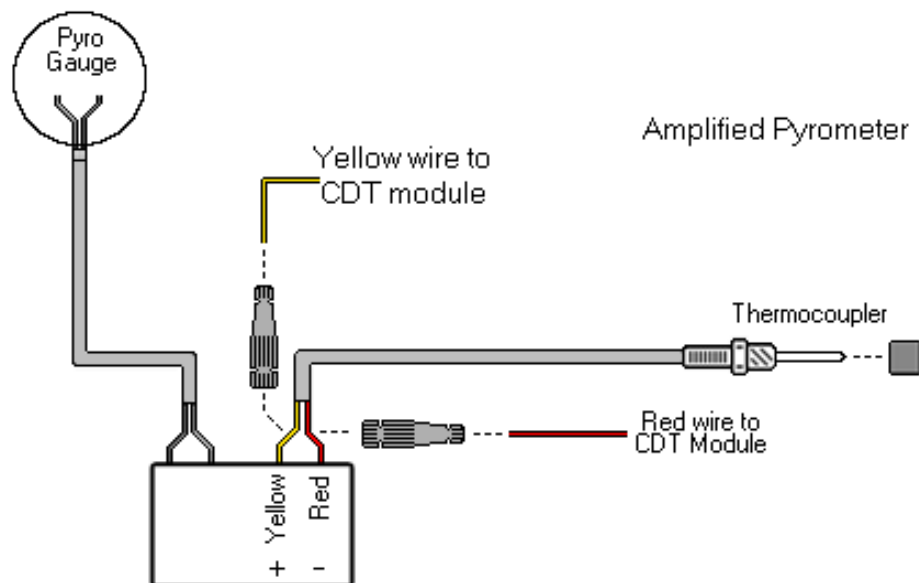 Pyro
Gauge
Amplified Pyrometer
Yellow wire to
CDT module
Thermocoupler
Red wire to
CDT Module
Yellow
Red
+
-